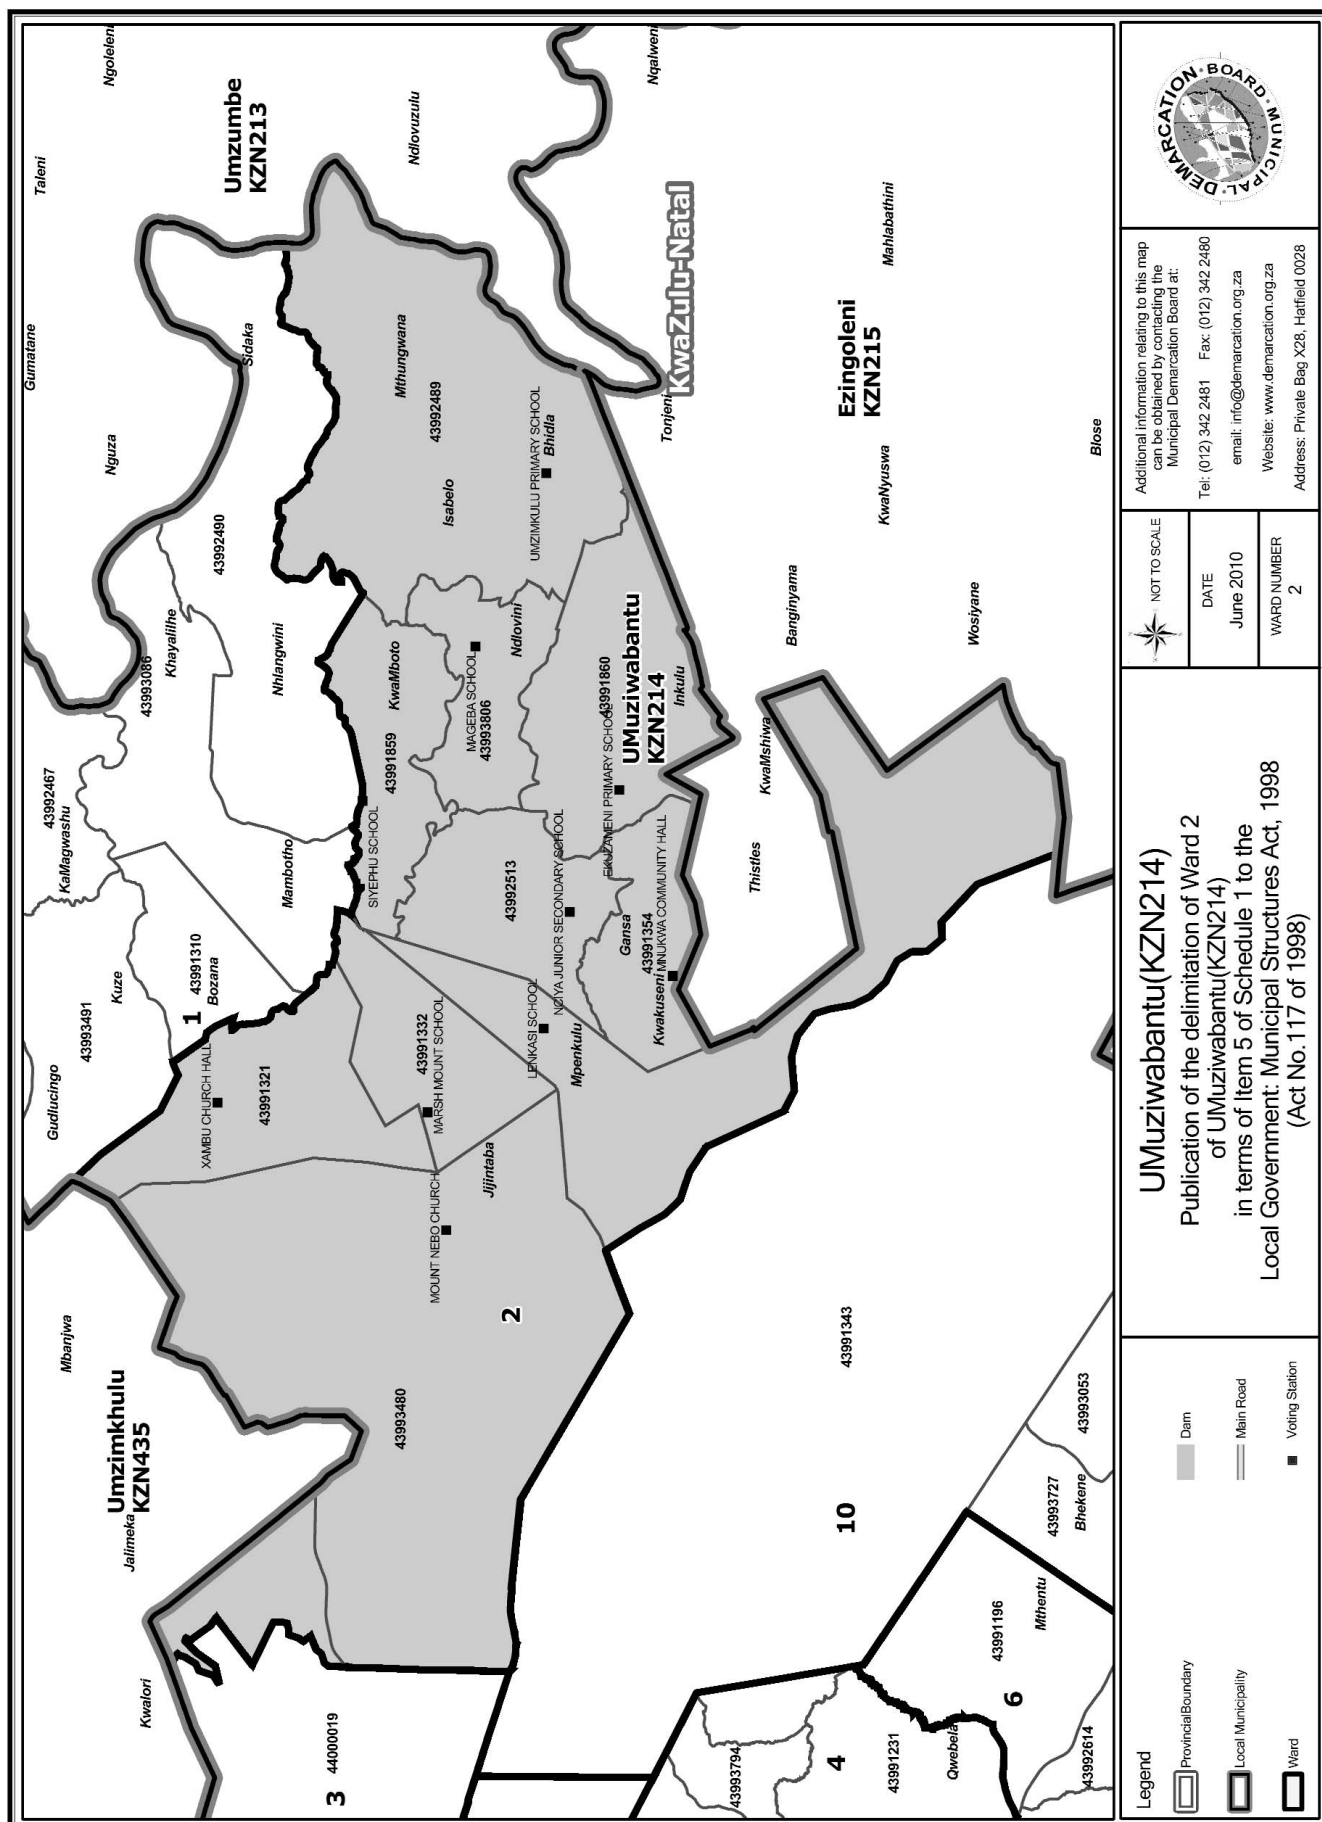 Ngoleleni
Taleni
Gumatane
Umzumbe
KZN213
Nguza
Sidaka
Ndlovuzulu
Nqalweni
KwaZulu-Natal
Mthungwana
43992489
UMZIMKULU PRIMARY SCHOOL
Bhidla
Isabelo
Tonjeni
Mahlabathini
Ezingoleni
KZN215
KwaNyuswa
Blose
43992490
43993086
Khayalilhe
Nhlangwini
KwaMboto
43991859
MAGEBA SCHOOL
43993806
Ndlovini
43991860
UMuziwabantu
KZN214
Inkulu
Banginyama
Wosiyane
43992467
KaMagwashu
Mambotho
SIYEPHU SCHOOL
43992513
NCIYA JUNIOR SECONDARY SCHOOL
EKUZAMENI PRIMARY SCHOOL
Gansa
43991354
MNUKWA COMMUNITY HALL
Kwakuseni
KwaMshiwa
Thistles
Kuze
43993491
Gudlucingo
43991310
Bozana
1
XAMBU CHURCH HALL
43991321
43991332
MARSH MOUNT SCHOOL
LENKASI SCHOOL
Mpenkulu
Jijintaba
MOUNT NEBO CHURCH
2
Mbanjwa
Umzimkhulu
KZN435
Jalimeka
43993480
43991343
10
43993053
43993727
Bhekene
Kwalori
44000019
3
43993794
4
43991231
Qwebela
43991196
Mthentu
6
43992614
Legend
ProvincialBoundary
Local Municipality
Ward
Dam
Main Road
Voting Station
UMuziwabantu(KZN214)
Publication of the delimitation of Ward 2
of UMuziwabantu(KZN214)
in terms of Item 5 of Schedule 1 to the
Local Government: Municipal Structures Act, 1998
(Act No.117 of 1998)
NOT TO SCALE
DATE
June 2010
WARD NUMBER
2
Additional information relating to this map
can be obtained by contacting the
Municipal Demarcation Board at:
Tel: (012) 342 2481 Fax: (012) 342 2480
email: info@demarcation.org.za
Website: www.demarcation.org.za
Address: Private Bag X28, Hatfield 0028
MUNICIPAL · DEMARCATION · BOARD